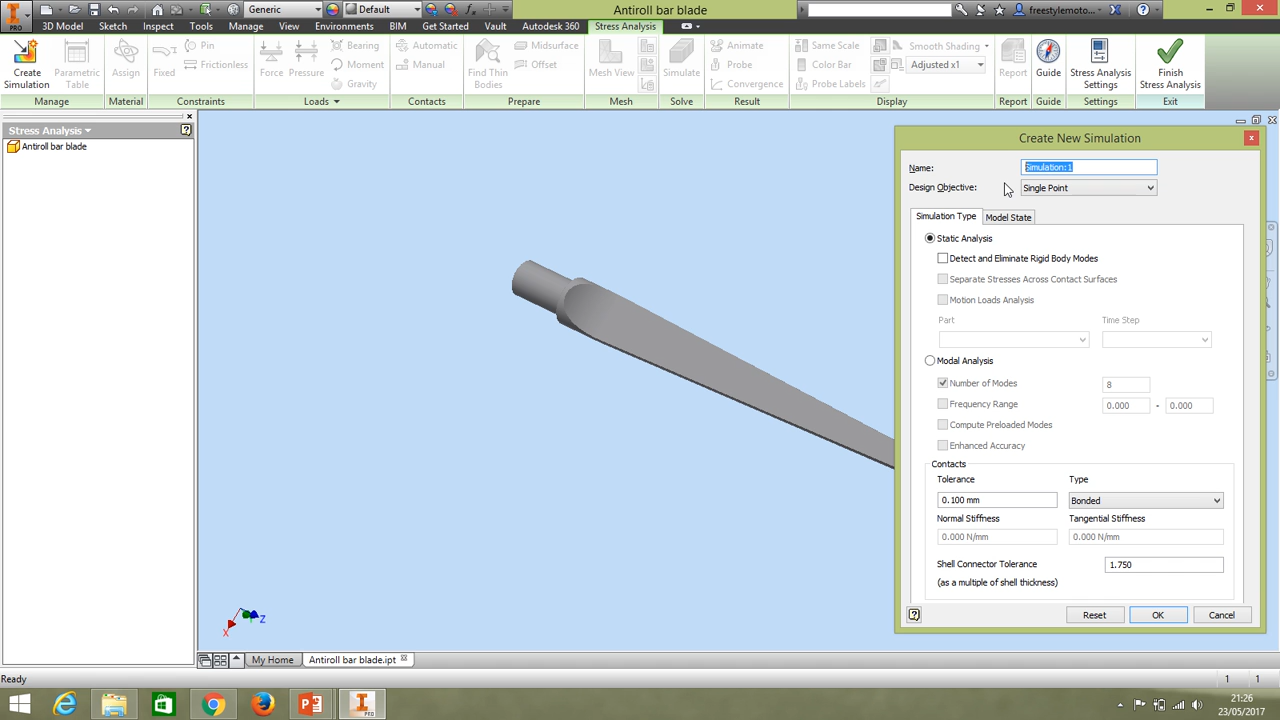 Generic
Default
Antiroll bar blade
freestylemoto...
PRO
3D Model Sketch Inspect Tools Manage View Environments BIM Get Started Vault Autodesk 360 Stress Analysis
Create Simulation
Parametric Table
Assign
Fixed
Pin
Frictionless
Force
Pressure
Bearing
Moment
Gravity
Automatic
Manual
Find Thin Bodies
Midsurface
Offset
Mesh View
Simulate
Animate
Probe
Convergence
Same Scale
Color Bar
Probe Labels
Smooth Shading
Adjusted x1
Report
Guide
Stress Analysis Settings
Finish Stress Analysis
Manage Material Constraints Loads Contacts Prepare Mesh Solve Result Display Report Guide Settings Exit
Stress Analysis
Antiroll bar blade
Create New Simulation
Name: Simulation:1
Design Objective: Single Point
Simulation Type Model State
Static Analysis
Detect and Eliminate Rigid Body Modes
Separate Stresses Across Contact Surfaces
Motion Loads Analysis
Part Time Step
Modal Analysis
Number of Modes 8
Frequency Range 0.000 - 0.000
Compute Preloaded Modes
Enhanced Accuracy
Contacts
Tolerance Type
0.100 mm Bonded
Normal Stiffness Tangential Stiffness
0.000 N/mm 0.000 N/mm
Shell Connector Tolerance 1.750
(as a multiple of shell thickness)
Reset OK Cancel
X Z
My Home Antiroll bar blade.ipt
Ready 1 1
21:26
23/05/2017
PRO